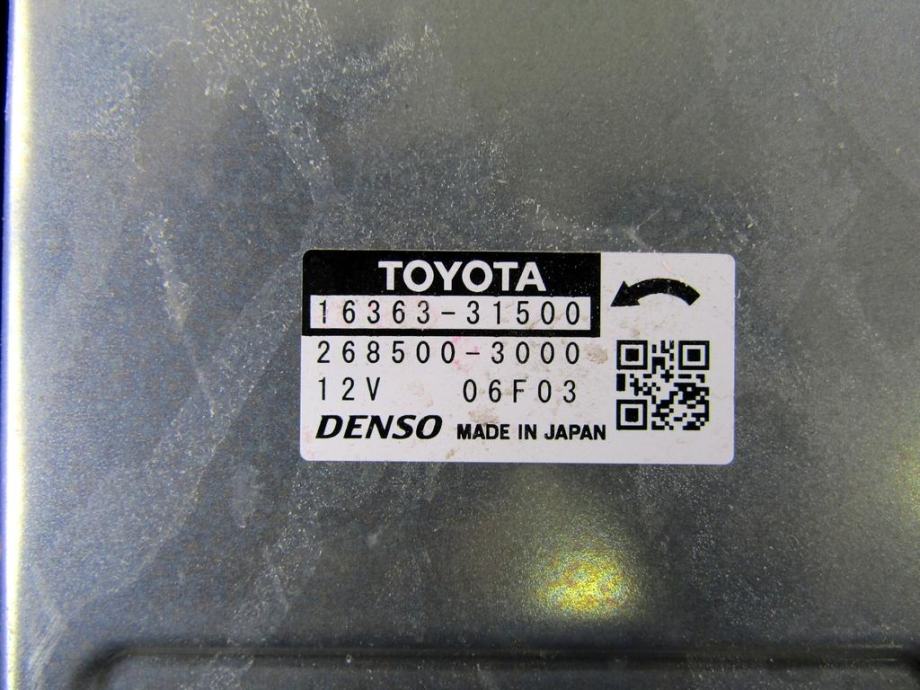 TOYOTA
16363-31500
268500-3000
12V 06F03
DENSO MADE IN JAPAN